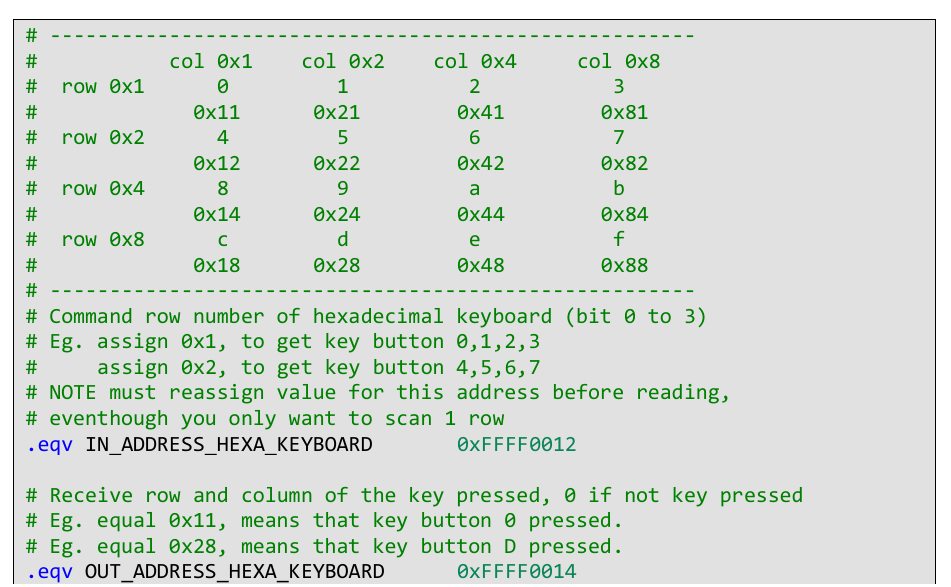 # ------------------------------------------------------
#           col 0x1    col 0x2    col 0x4     col 0x8
#  row 0x1      0         1          2           3
#             0x11      0x21        0x41        0x81
#  row 0x2      4         5          6           7
#             0x12      0x22        0x42        0x82
#  row 0x4      8         9          a           b
#             0x14      0x24        0x44        0x84
#  row 0x8      c         d          e           f
#             0x18      0x28        0x48        0x88
# ------------------------------------------------------
# Command row number of hexadecimal keyboard (bit 0 to 3)
# Eg. assign 0x1, to get key button 0,1,2,3
#     assign 0x2, to get key button 4,5,6,7
# NOTE must reassign value for this address before reading,
# eventhough you only want to scan 1 row
.eqv IN_ADDRESS_HEXA_KEYBOARD       0xFFFF0012
# Receive row and column of the key pressed, 0 if not key pressed
# Eg. equal 0x11, means that key button 0 pressed.
# Eg. equal 0x28, means that key button D pressed.
.eqv OUT_ADDRESS_HEXA_KEYBOARD      0xFFFF0014